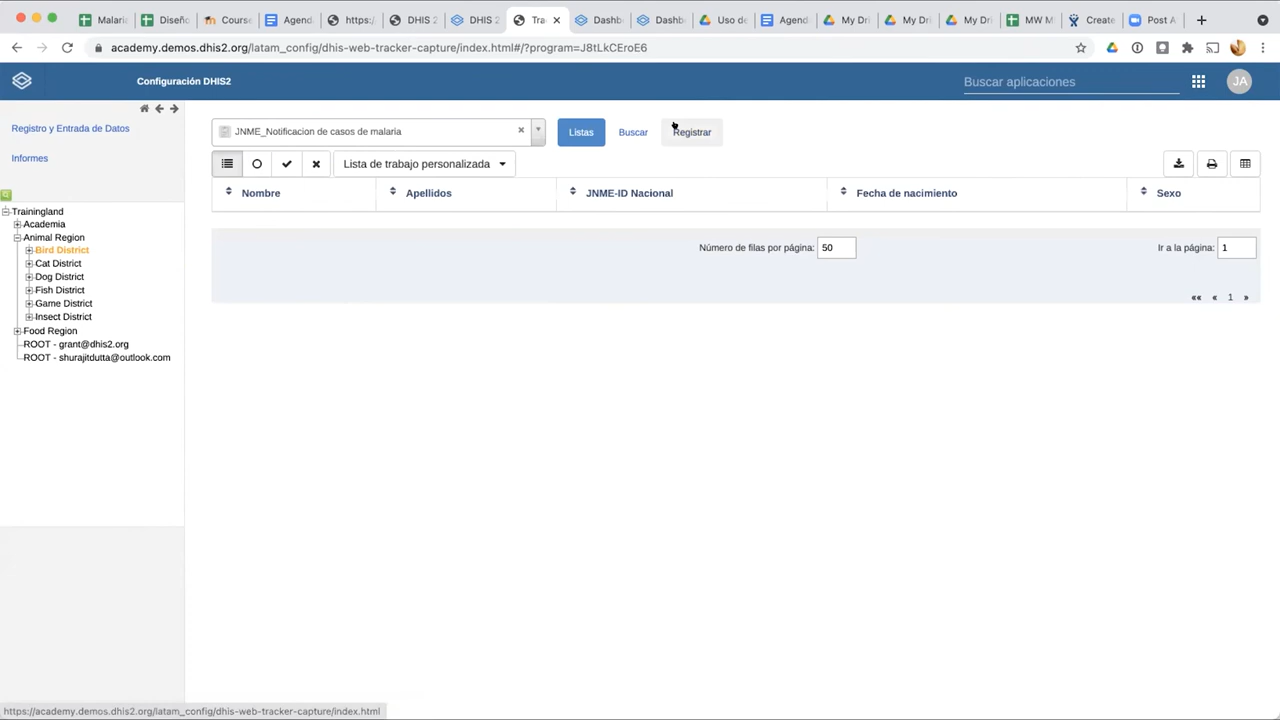 Malari
Diseño
Course
Agend
https:/
DHIS 2
DHIS 2
Tra
Dashb
Dashb
Uso de
Agend
My Dri
My Dri
My Dri
MW M
Create
Post A
academy.demos.dhis2.org/latam_config/dhis-web-tracker-capture/index.html#/?program=J8tLkCEroE6
Configuración DHIS2
Buscar aplicaciones
JA
Registro y Entrada de Datos
Informes
Trainingland
Academia
Animal Region
Bird District
Cat District
Dog District
Fish District
Game District
Insect District
Food Region
ROOT - grant@dhis2.org
ROOT - shurajitdutta@outlook.com
JNME_Notificacion de casos de malaria
Listas
Buscar
Registrar
Lista de trabajo personalizada
Nombre
Apellidos
JNME-ID Nacional
Fecha de nacimiento
Sexo
Número de filas por página: 50
Ir a la página: 1
«« « 1 »
https://academy.demos.dhis2.org/latam_config/dhis-web-tracker-capture/index.html